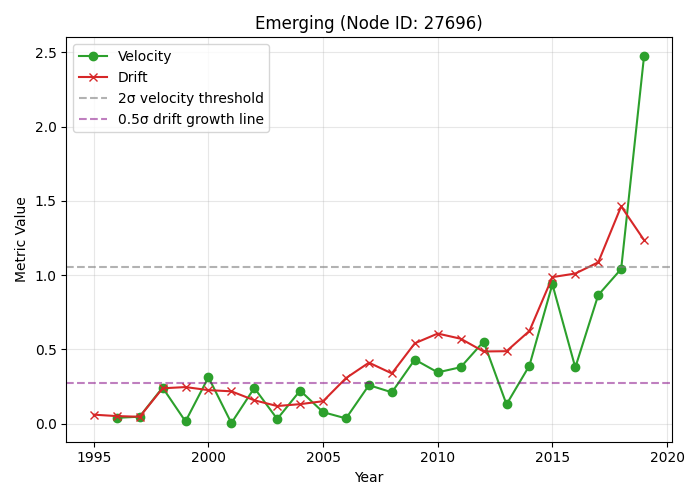 Emerging (Node ID: 27696)
Velocity
Drift
2σ velocity threshold
0.5σ drift growth line
Metric Value
2.5
2.0
1.5
1.0
0.5
0.0
1995 2000 2005 2010 2015 2020
Year